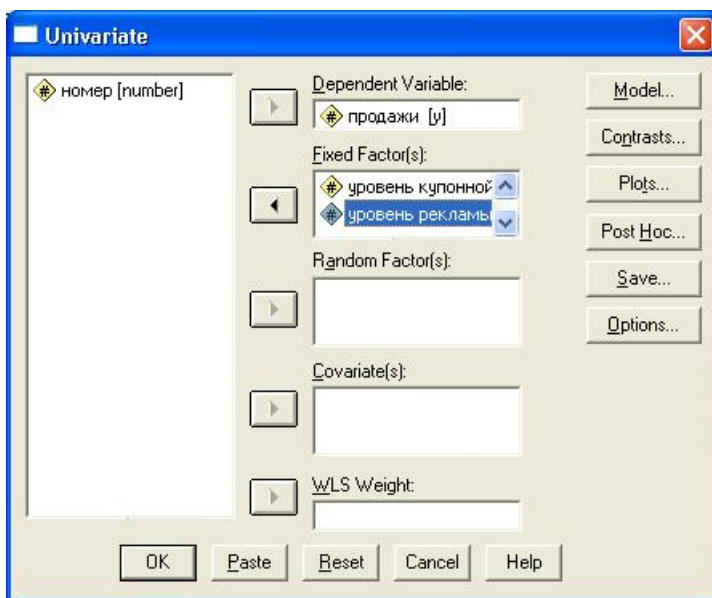 Univariate
номер [number]
Dependent Variable:
продажи [y]
Fixed Factor(s):
уровень купонной
уровень рекламы
Random Factor(s):
Covariate(s):
WLS Weight:
Model...
Contrasts...
Plots...
Post Hoc...
Save...
Options...
OK
Paste
Reset
Cancel
Help